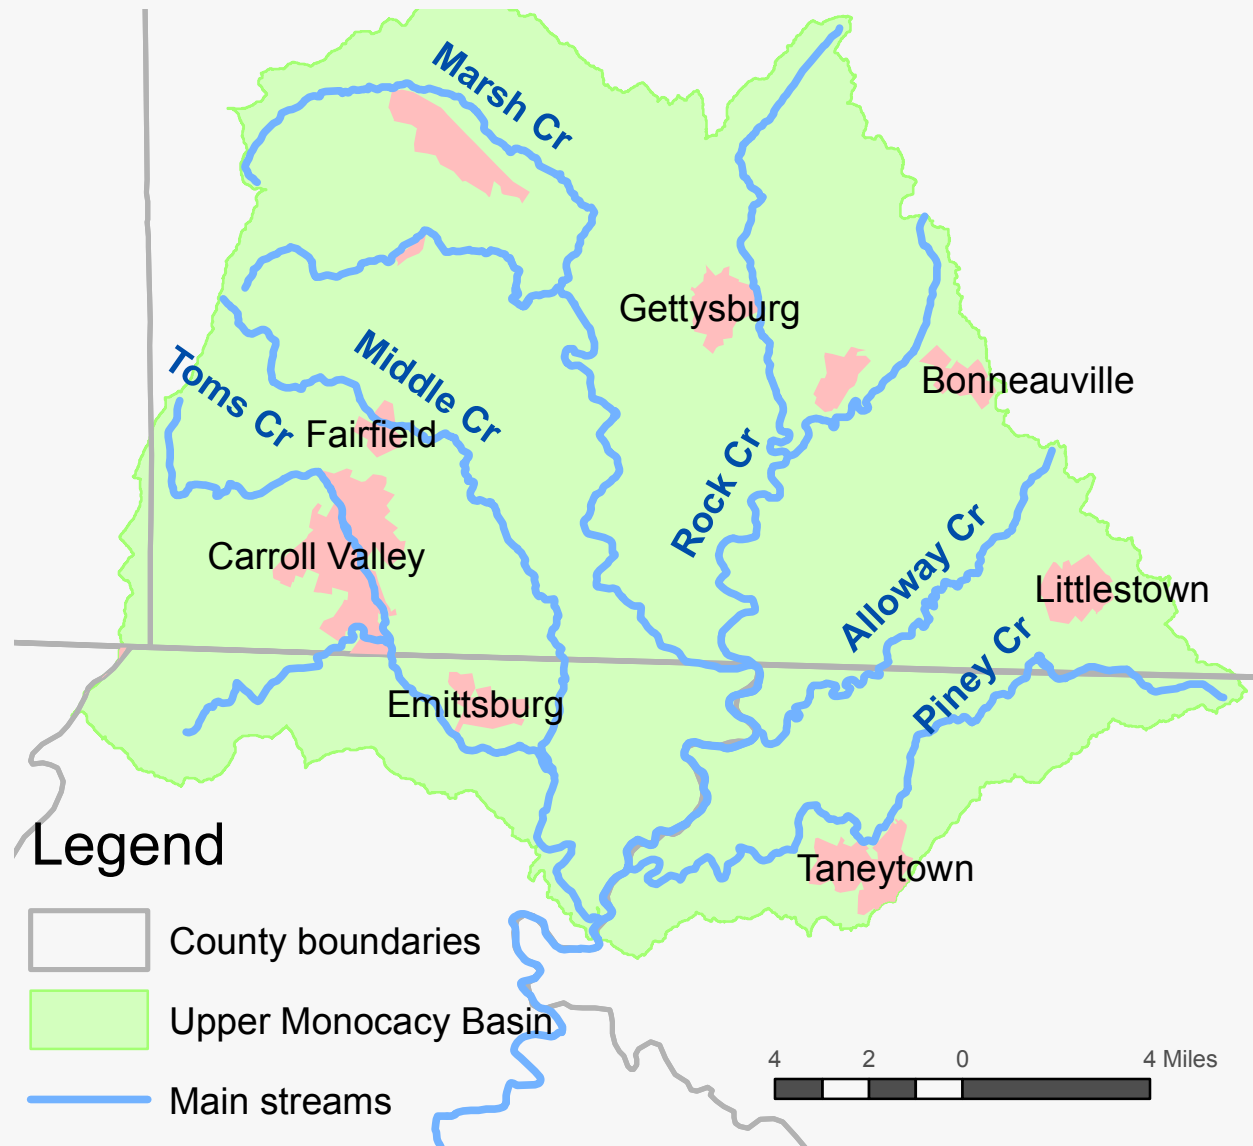 Marsh Cr
Gettysburg
Middle Cr
Toms Cr
Bonneauville
Fairfield
Rock Cr
Carroll Valley
Alloway Cr
Littlestown
Piney Cr
Emittsburg
Taneytown
Legend
County boundaries
Upper Monocacy Basin
Main streams
4 2 0 4 Miles